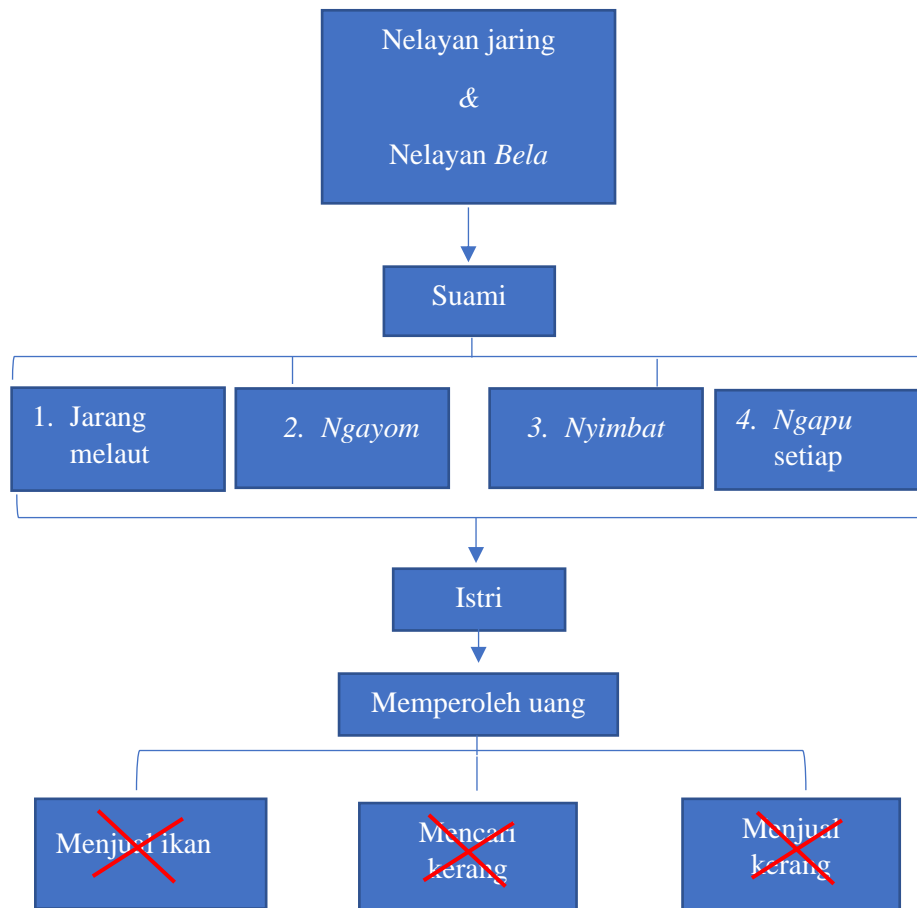 Nelayan jaring
&
Nelayan Bela
Suami
1. Jarang
melaut
2. Ngayom
3. Nyimbat
4. Ngapu
setiap
Istri
Memperoleh uang
Menjual ikan
Mencari
kerang
Menjual
kerang